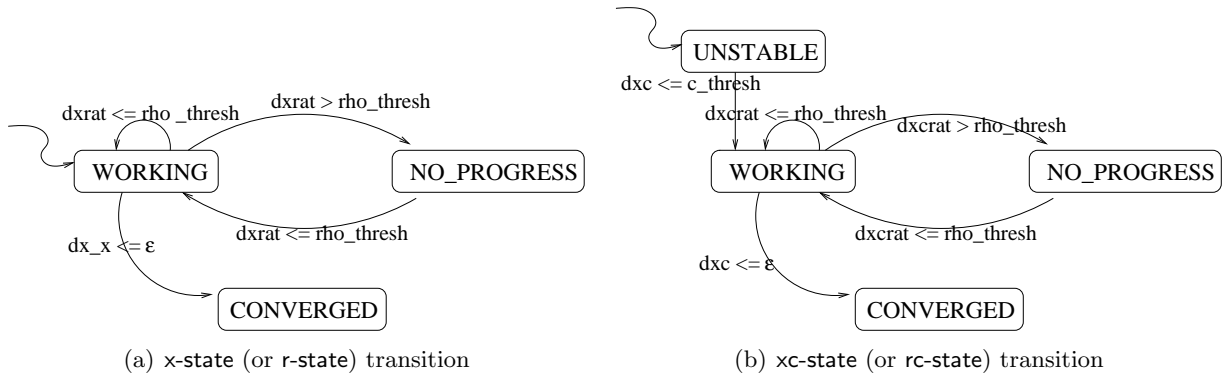 dxrat <= rho _thresh
dxrat > rho_thresh
WORKING
NO_PROGRESS
dxrat <= rho_thresh
dx_x <= ε
CONVERGED
(a) x-state (or r-state) transition
UNSTABLE
dxc <= c_thresh
dxcrat <= rho_thresh
dxcrat > rho_thresh
WORKING
NO_PROGRESS
dxcrat <= rho_thresh
dxc <= ε
CONVERGED
(b) xc-state (or rc-state) transition